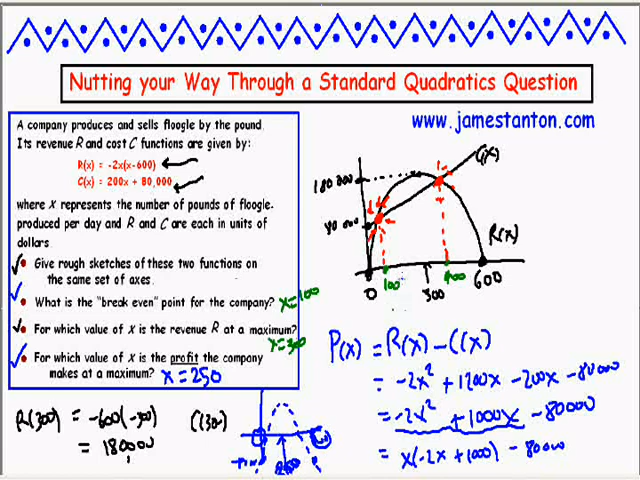 Nutting your Way Through a Standard Quadratics Question
www.jamestanton.com
A company produces and sells floogle by the pound.
Its revenue R and cost C functions are given by:
R(x) = -2x(x-600)
C(x) = 200x + 80,000
where x represents the number of pounds of floogle
produced per day and R and C are each in units of
dollars.
Give rough sketches of these two functions on
the same set of axes.
What is the "break even" point for the company? x=100
For which value of x is the revenue R at a maximum?
x=300
For which value of x is the profit the company
makes at a maximum? x=250
C(x)
180000
80000
R(x)
0 100 300 400 600
P(x) = R(x) - C(x)
= -2x² + 1200x - 200x - 80000
= -2x² + 1000x - 80000
= x(-2x + 1000) - 80000
R(300) = -600(-300)
= 180000
C(300)
250